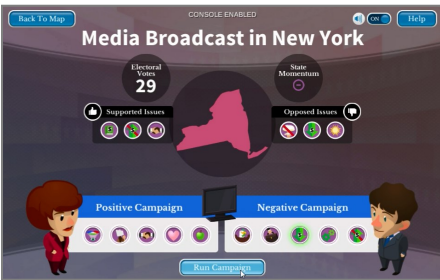 CONSOLE ENABLED
Back To Map
ON
Help
Media Broadcast in New York
Electoral
Votes
29
State
Momentum
Supported Issues
Opposed Issues
Positive Campaign
Negative Campaign
Run Campaign